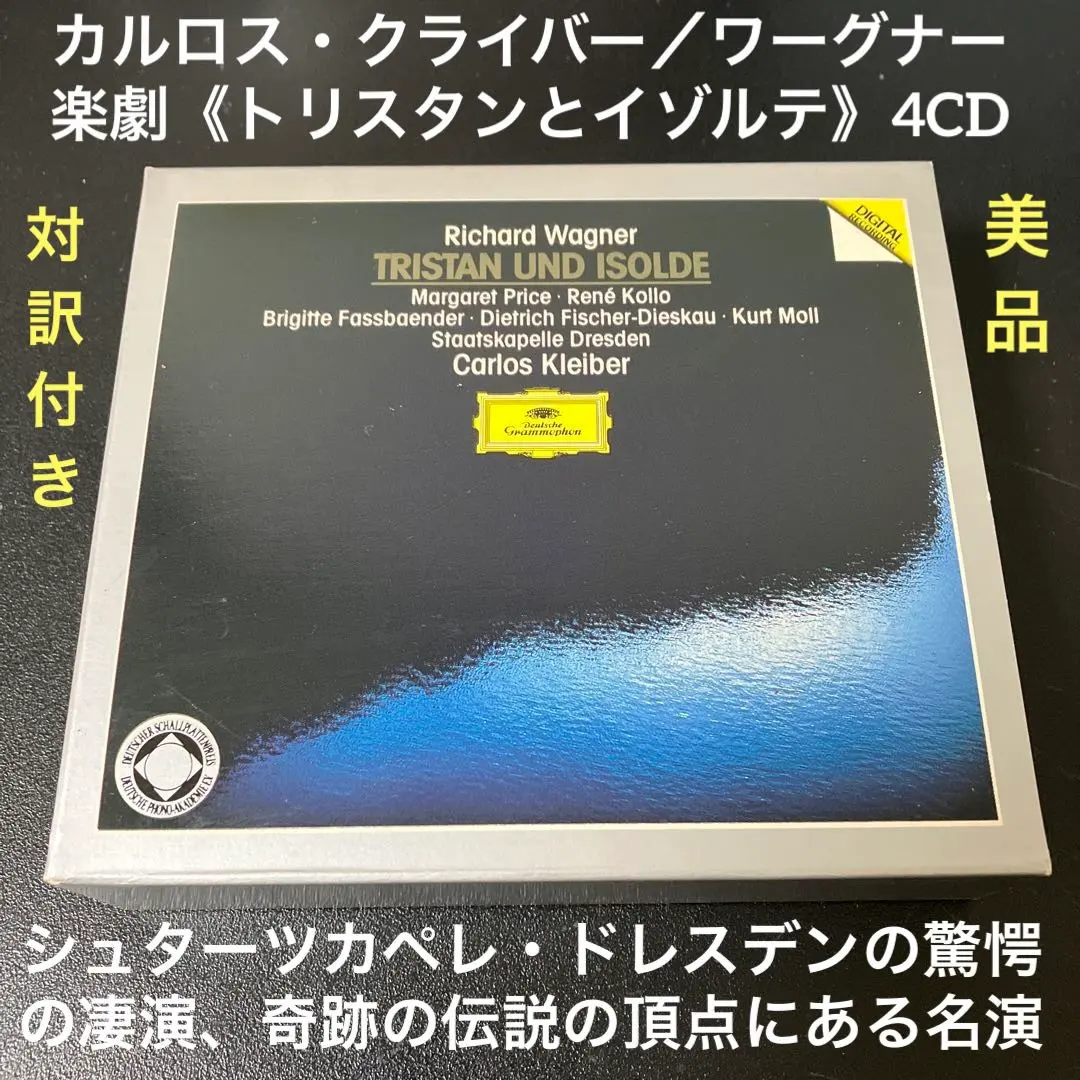 カルロス・クライバー／ワーグナー
楽劇《トリスタンとイゾルテ》4CD
対訳付き
美品
DIGITAL
RECORDING
Richard Wagner
TRISTAN UND ISOLDE
Margaret Price · René Kollo
Brigitte Fassbaender · Dietrich Fischer-Dieskau · Kurt Moll
Staatskapelle Dresden
Carlos Kleiber
Deutsche
Grammophon
DEUTSCHER SCHALLPLATTENPREIS
DEUTSCHE PHONO-AKADEMIE E.V.
シュターツカペレ・ドレスデンの驚愕
の凄演、奇跡の伝説の頂点にある名演